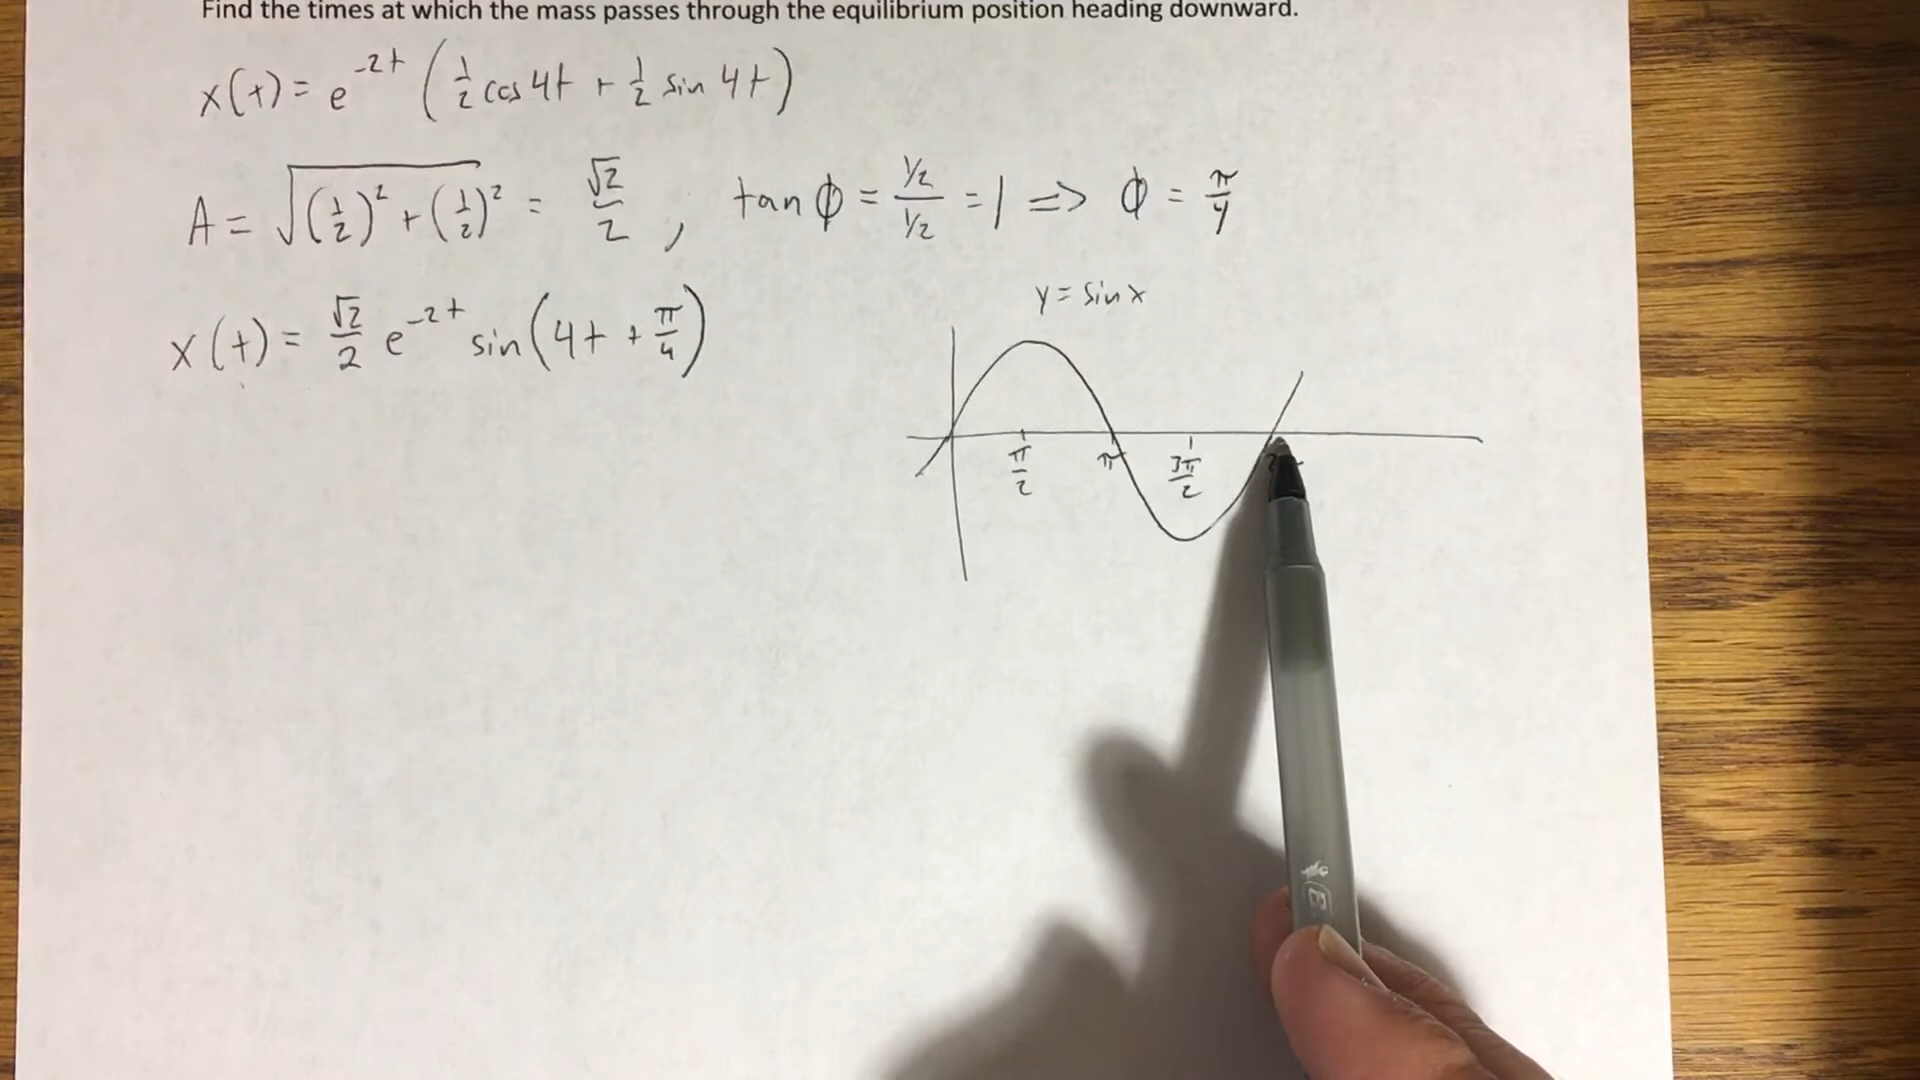 Find the times at which the mass passes through the equilibrium position heading downward.
x(t) = e^{-2t} (1/2 cos 4t + 1/2 sin 4t)
A = √((1/2)² + (1/2)²) = √2/2 , tan ϕ = 1/2 / 1/2 = 1 => ϕ = π/4
x(t) = √2/2 e^{-2t} sin(4t + π/4)
y = sin x
π/2 π 3π/2
B